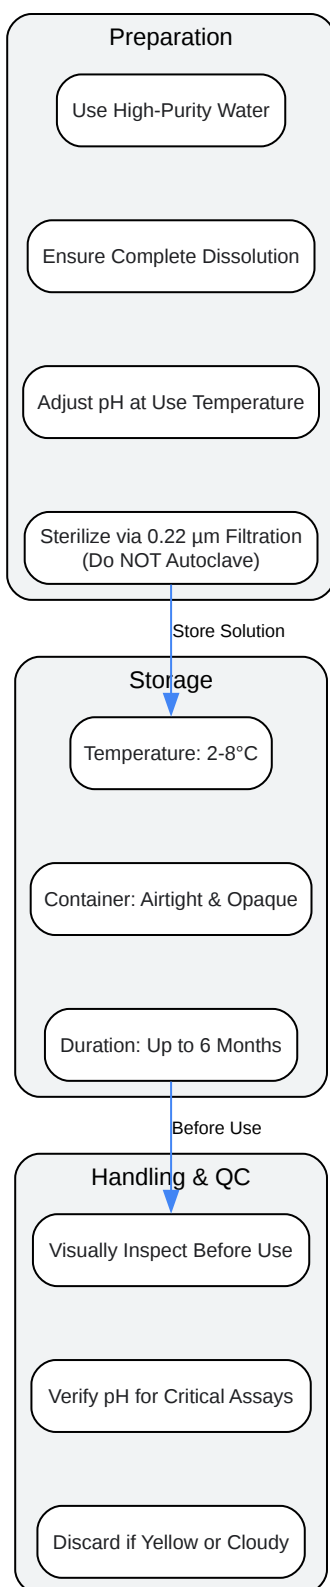 Preparation
Use High-Purity Water
Ensure Complete Dissolution
Adjust pH at Use Temperature
Sterilize via 0.22 µm Filtration
(Do NOT Autoclave)
Store Solution
Storage
Temperature: 2-8°C
Container: Airtight & Opaque
Duration: Up to 6 Months
Before Use
Handling & QC
Visually Inspect Before Use
Verify pH for Critical Assays
Discard if Yellow or Cloudy